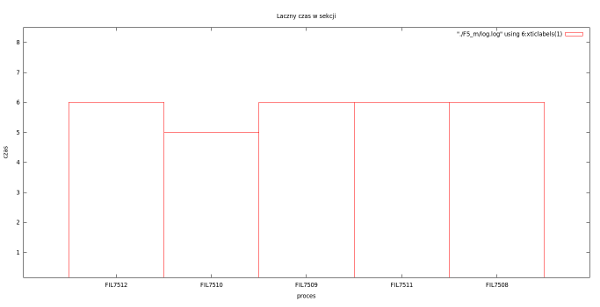 Laczny czas w sekcji
"./F5_m/log.log" using 6:xticlabels(1)
8
7
6
5
4
3
2
1
czas
FIL7512 FIL7510 FIL7509 FIL7511 FIL7508
proces